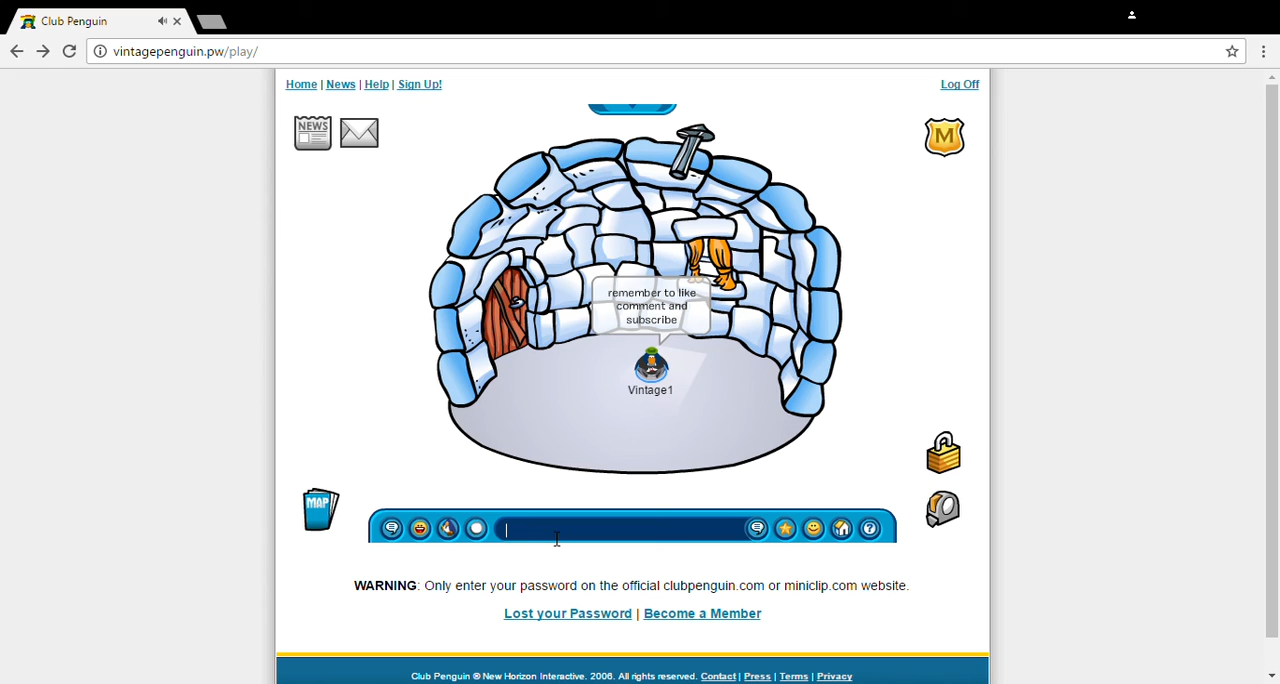 Club Penguin
vintagepenguin.pw/play/
Home | News | Help | Sign Up!
Log Off
NEWS
M
remember to like
comment and
subscribe
Vintage1
MAP
?
WARNING: Only enter your password on the official clubpenguin.com or miniclip.com website.
Lost your Password | Become a Member
Club Penguin ® New Horizon Interactive. 2006. All rights reserved. Contact | Press | Terms | Privacy